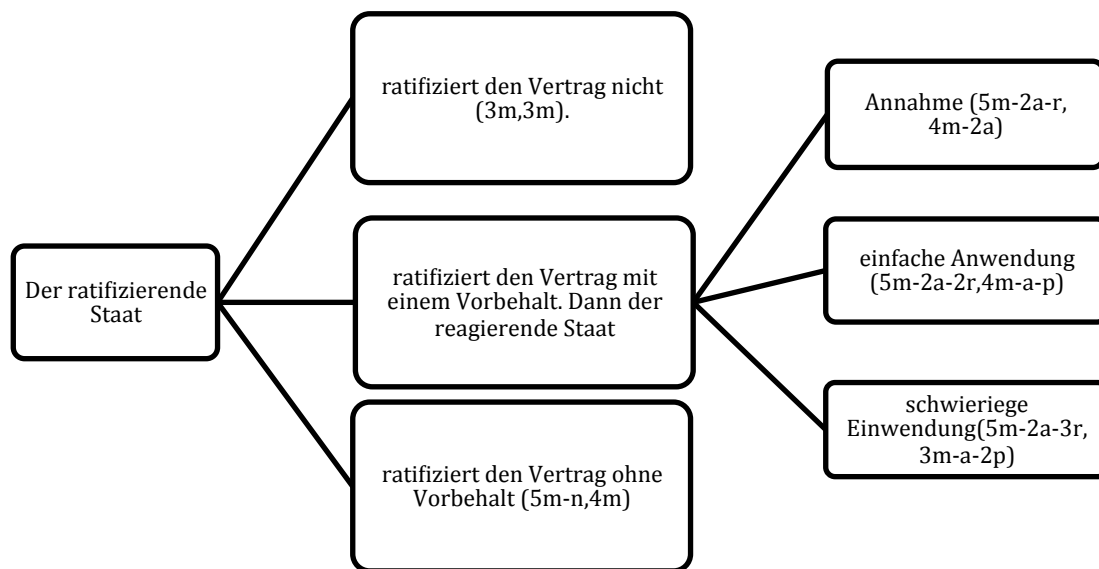 Der ratifizierende
Staat
ratifiziert den Vertrag nicht
(3m,3m).
ratifiziert den Vertrag mit
einem Vorbehalt. Dann der
reagierende Staat
ratifiziert den Vertrag ohne
Vorbehalt (5m-n,4m)
Annahme (5m-2a-r,
4m-2a)
einfache Anwendung
(5m-2a-2r,4m-a-p)
schwieriege
Einwendung(5m-2a-3r,
3m-a-2p)